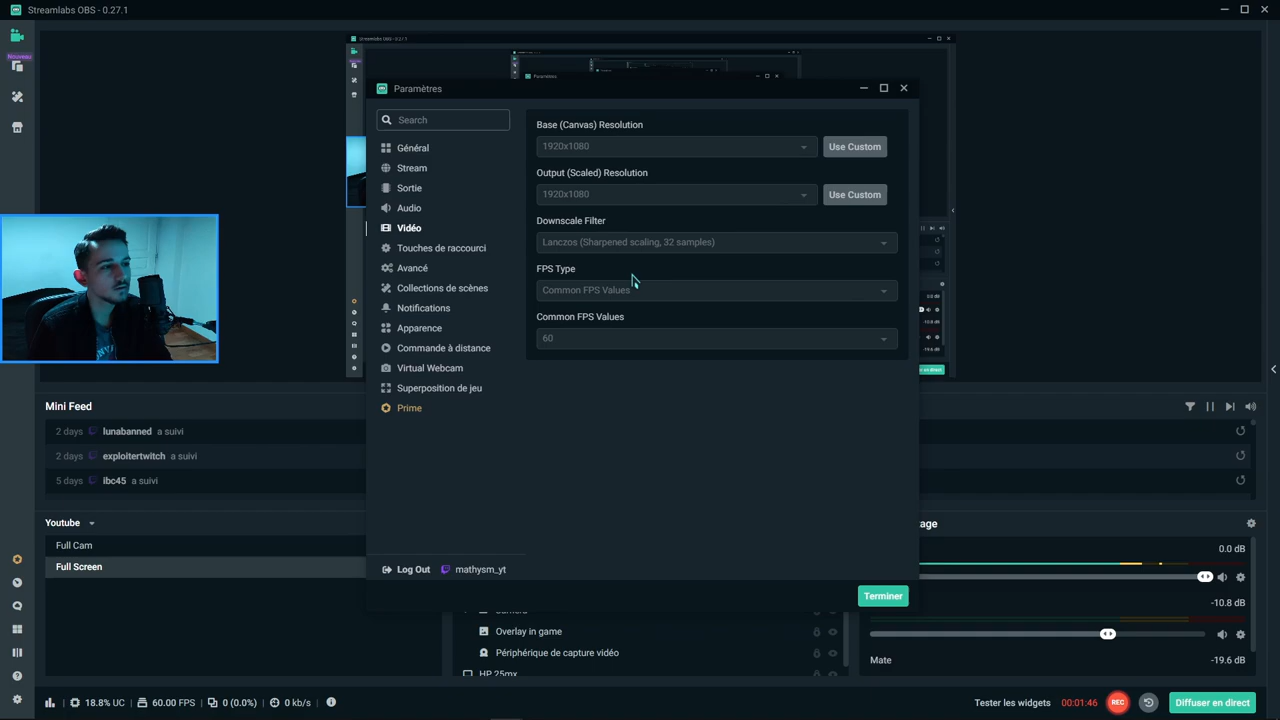 Streamlabs OBS - 0.27.1
Nouveau
Paramètres
Search
Général
Stream
Sortie
Audio
Vidéo
Touches de raccourci
Avancé
Collections de scènes
Notifications
Apparence
Commande à distance
Virtual Webcam
Superposition de jeu
Prime
Log Out
mathysm_yt
Base (Canvas) Resolution
1920x1080
Use Custom
Output (Scaled) Resolution
1920x1080
Use Custom
Downscale Filter
Lanczos (Sharpened scaling, 32 samples)
FPS Type
Common FPS Values
Common FPS Values
60
Terminer
Mini Feed
2 days lunabanned a suivi
2 days exploitertwitch a suivi
5 days ibc45 a suivi
Youtube
Full Cam
Full Screen
Overlay in game
Périphérique de capture vidéo
HP 25mx
0.0 dB
-10.8 dB
Mate
-19.6 dB
18.8% UC
60.00 FPS
0 (0.0%)
0 kb/s
Tester les widgets
00:01:46
REC
Diffuser en direct